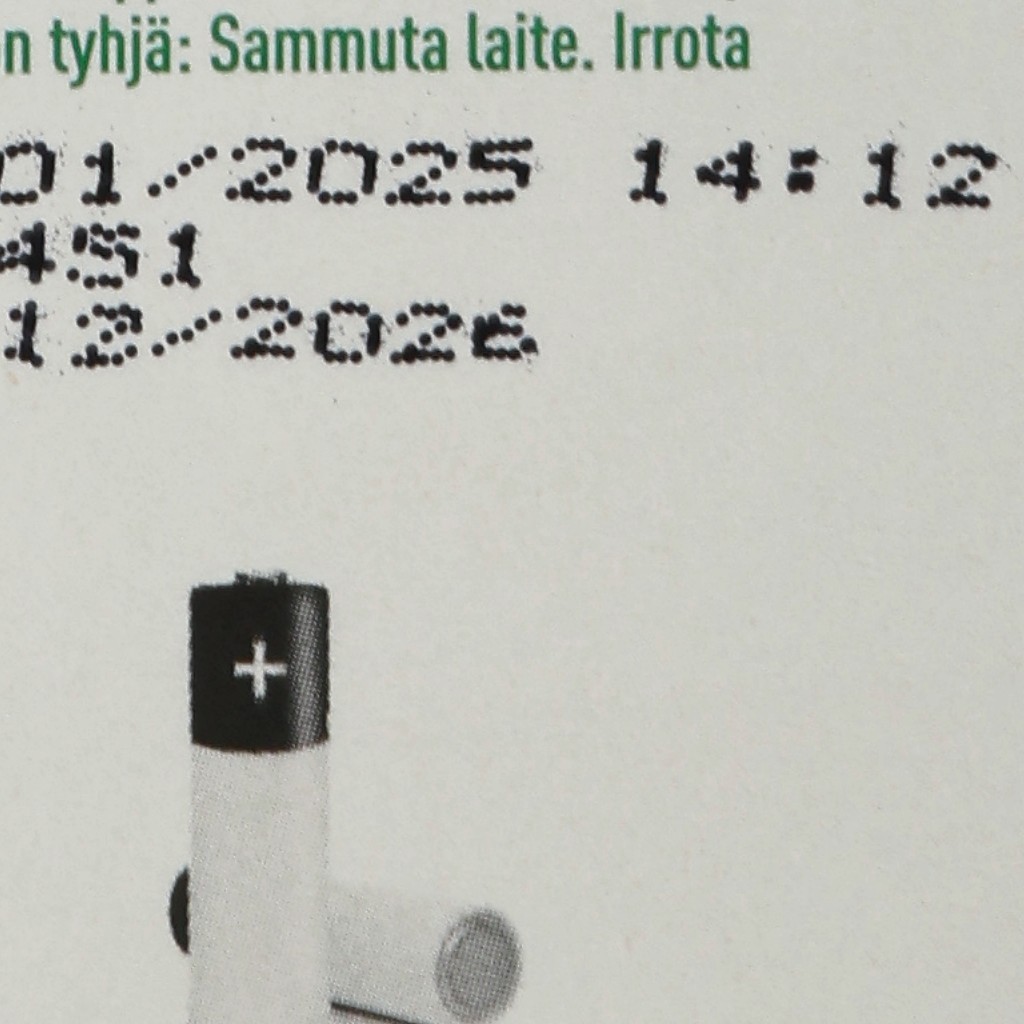 n tyhjä: Sammuta laite. Irrota
01/2025 14:12
451
12/2026
+